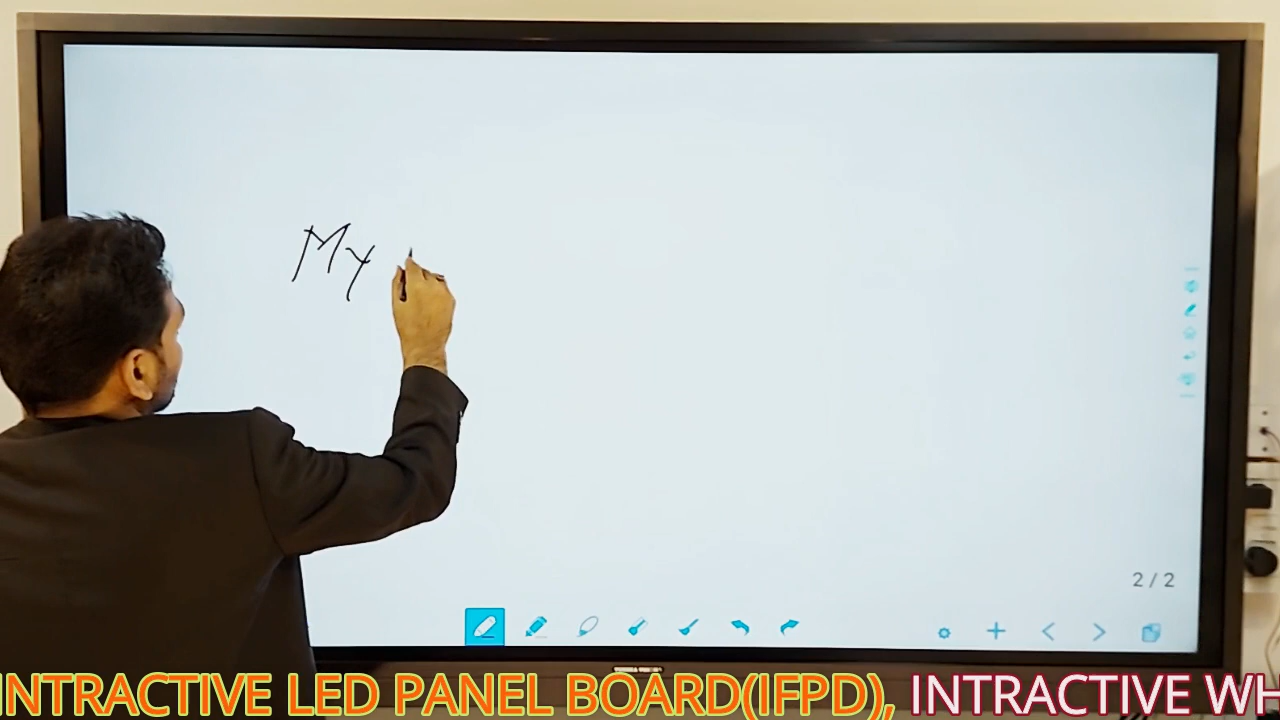 My
2 / 2
INTRACTIVE LED PANEL BOARD(IFPD), INTRACTIVE WH